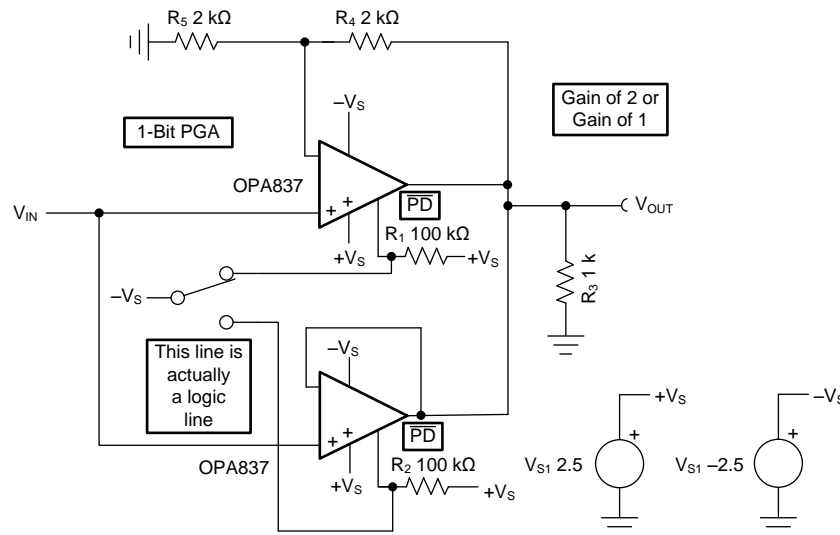 R5 2 kΩ
R4 2 kΩ
–VS
1-Bit PGA
Gain of 2 or
Gain of 1
OPA837
PD
VIN
+
+
VOUT
R1 100 kΩ
+VS
+VS
R3 1 k
–VS
This line is
actually
a logic
line
–VS
+VS
–VS
+
+
PD
+
+
OPA837
R2 100 kΩ
VS1 2.5
VS1 –2.5
+VS
+VS